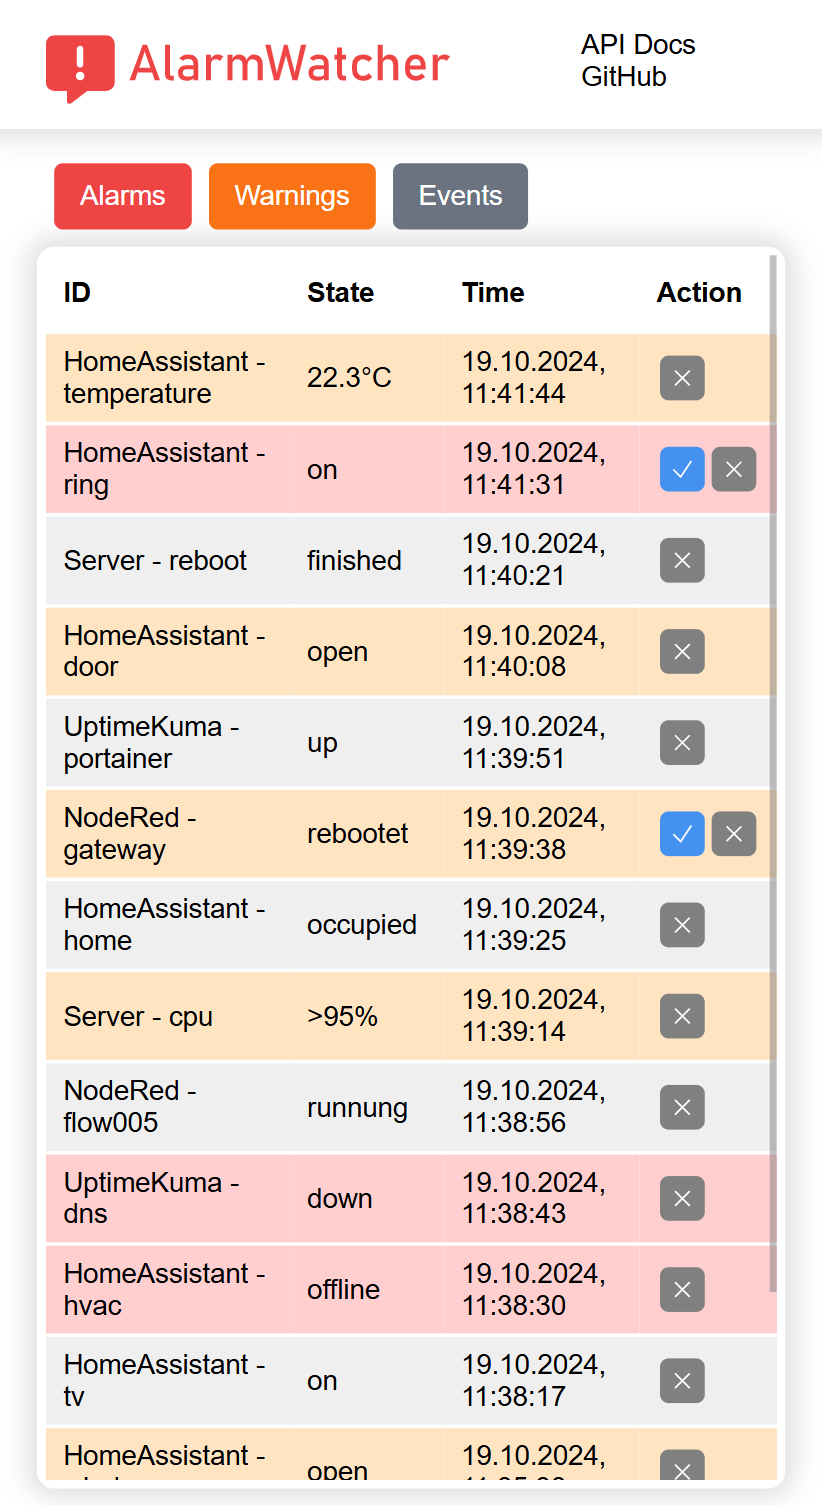 AlarmWatcher
API Docs
GitHub
Alarms Warnings Events
ID State Time Action
HomeAssistant -
temperature
22.3°C
19.10.2024,
11:41:44
HomeAssistant -
ring
on
19.10.2024,
11:41:31
Server - reboot
finished
19.10.2024,
11:40:21
HomeAssistant -
door
open
19.10.2024,
11:40:08
UptimeKuma -
portainer
up
19.10.2024,
11:39:51
NodeRed -
gateway
rebootet
19.10.2024,
11:39:38
HomeAssistant -
home
occupied
19.10.2024,
11:39:25
Server - cpu
>95%
19.10.2024,
11:39:14
NodeRed -
flow005
runnung
19.10.2024,
11:38:56
UptimeKuma -
dns
down
19.10.2024,
11:38:43
HomeAssistant -
hvac
offline
19.10.2024,
11:38:30
HomeAssistant -
tv
on
19.10.2024,
11:38:17
HomeAssistant -
open
19.10.2024,